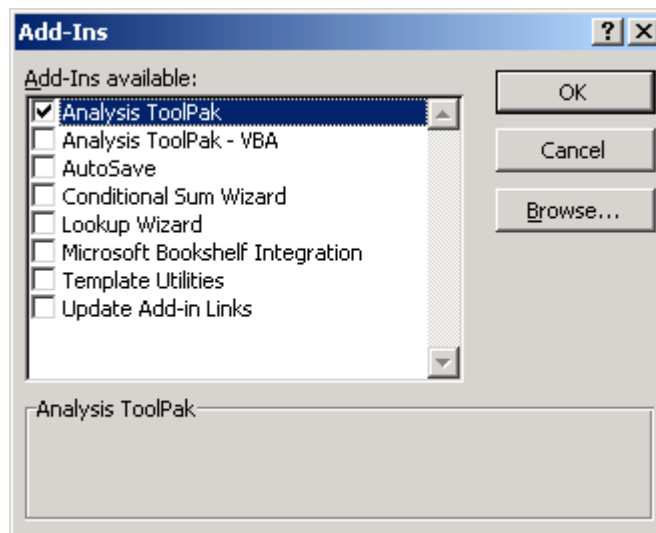 Add-Ins
Add-Ins available:
Analysis ToolPak
Analysis ToolPak - VBA
AutoSave
Conditional Sum Wizard
Lookup Wizard
Microsoft Bookshelf Integration
Template Utilities
Update Add-in Links
OK
Cancel
Browse...
Analysis ToolPak